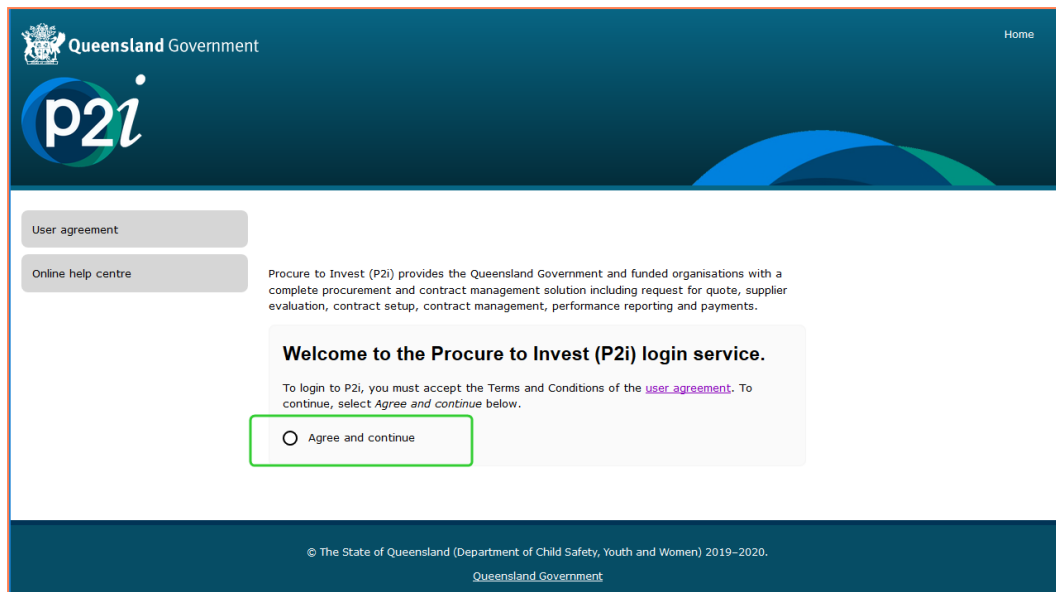 Queensland Government
Home
p2i
User agreement
Online help centre
Procure to Invest (P2i) provides the Queensland Government and funded organisations with a
complete procurement and contract management solution including request for quote, supplier
evaluation, contract setup, contract management, performance reporting and payments.
Welcome to the Procure to Invest (P2i) login service.
To login to P2i, you must accept the Terms and Conditions of the user agreement. To
continue, select Agree and continue below.
Agree and continue
© The State of Queensland (Department of Child Safety, Youth and Women) 2019–2020.
Queensland Government